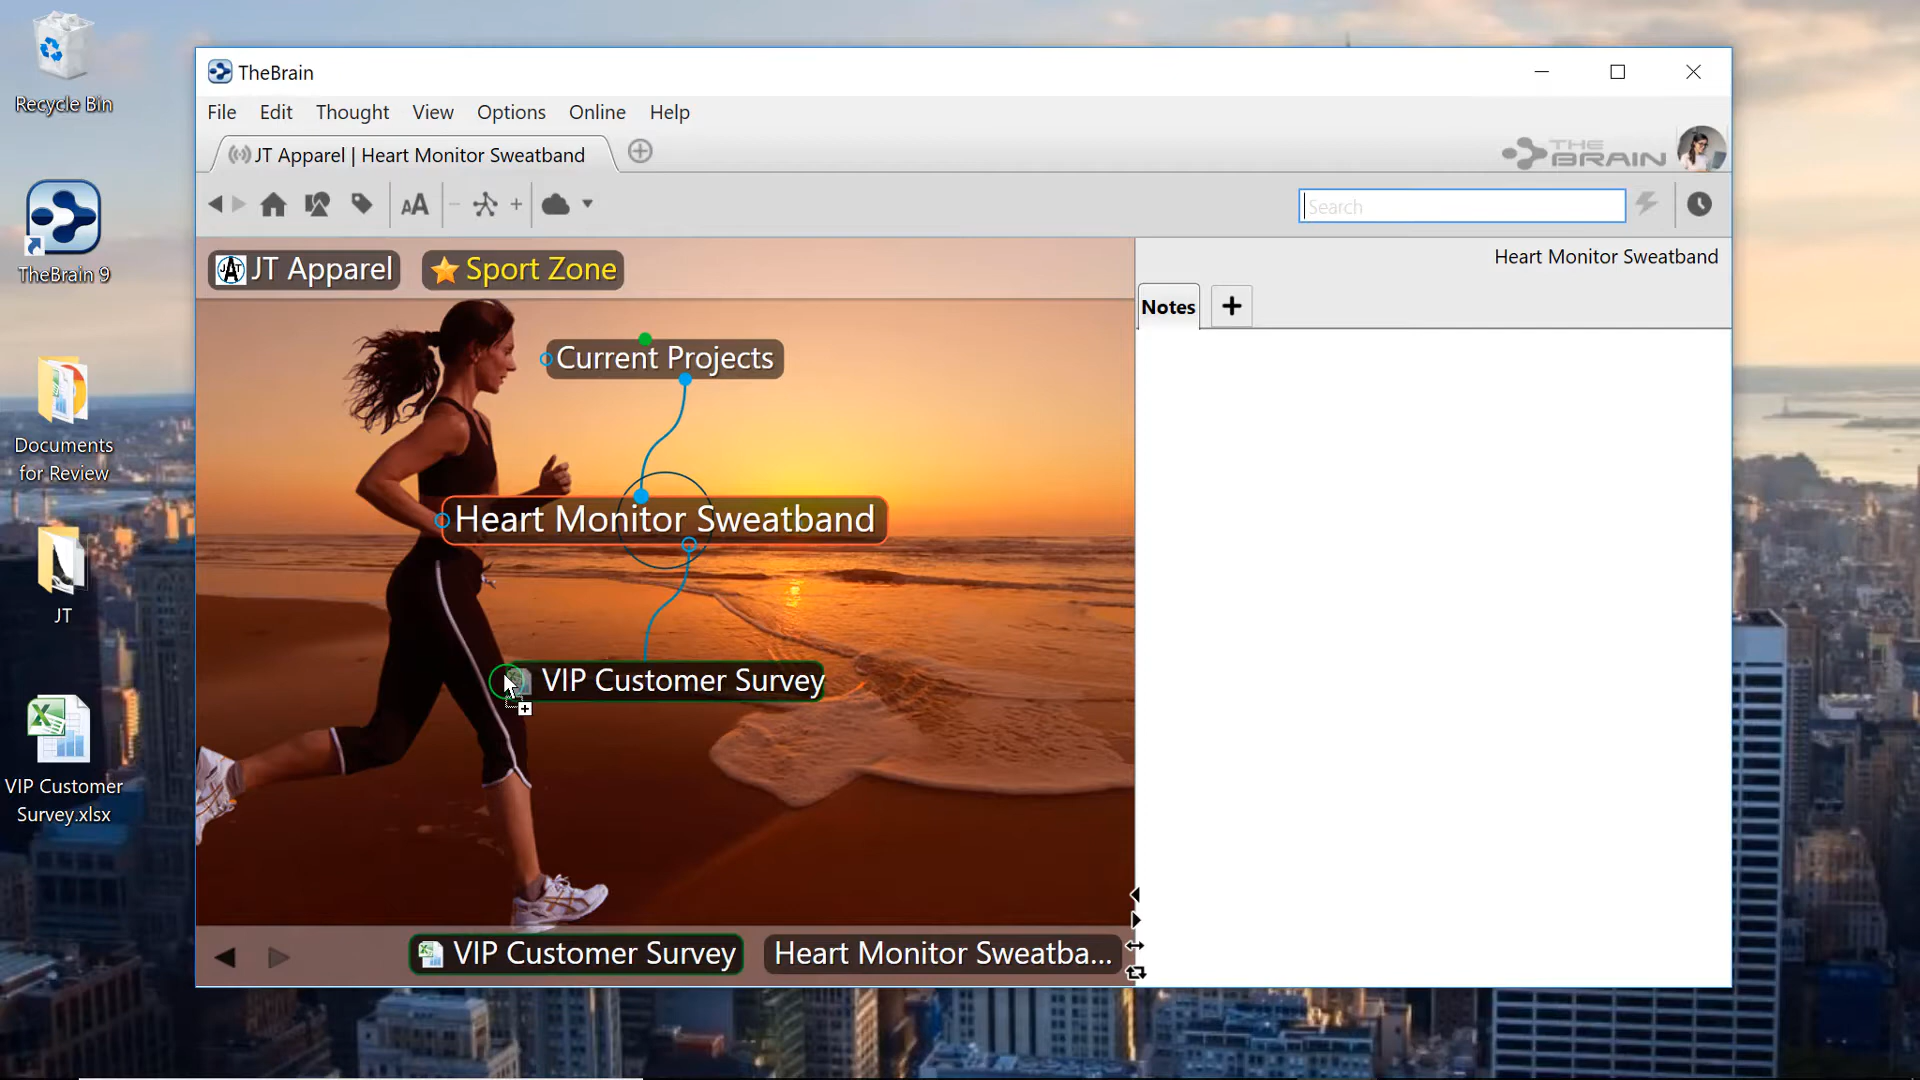 Recycle Bin
TheBrain 9
Documents
for Review
JT
VIP Customer
Survey.xlsx
TheBrain
File Edit Thought View Options Online Help
JT Apparel | Heart Monitor Sweatband
THE
BRAIN
AA
Search
JT Apparel
Sport Zone
Heart Monitor Sweatband
Notes
Current Projects
Heart Monitor Sweatband
VIP Customer Survey
VIP Customer Survey
Heart Monitor Sweatba...